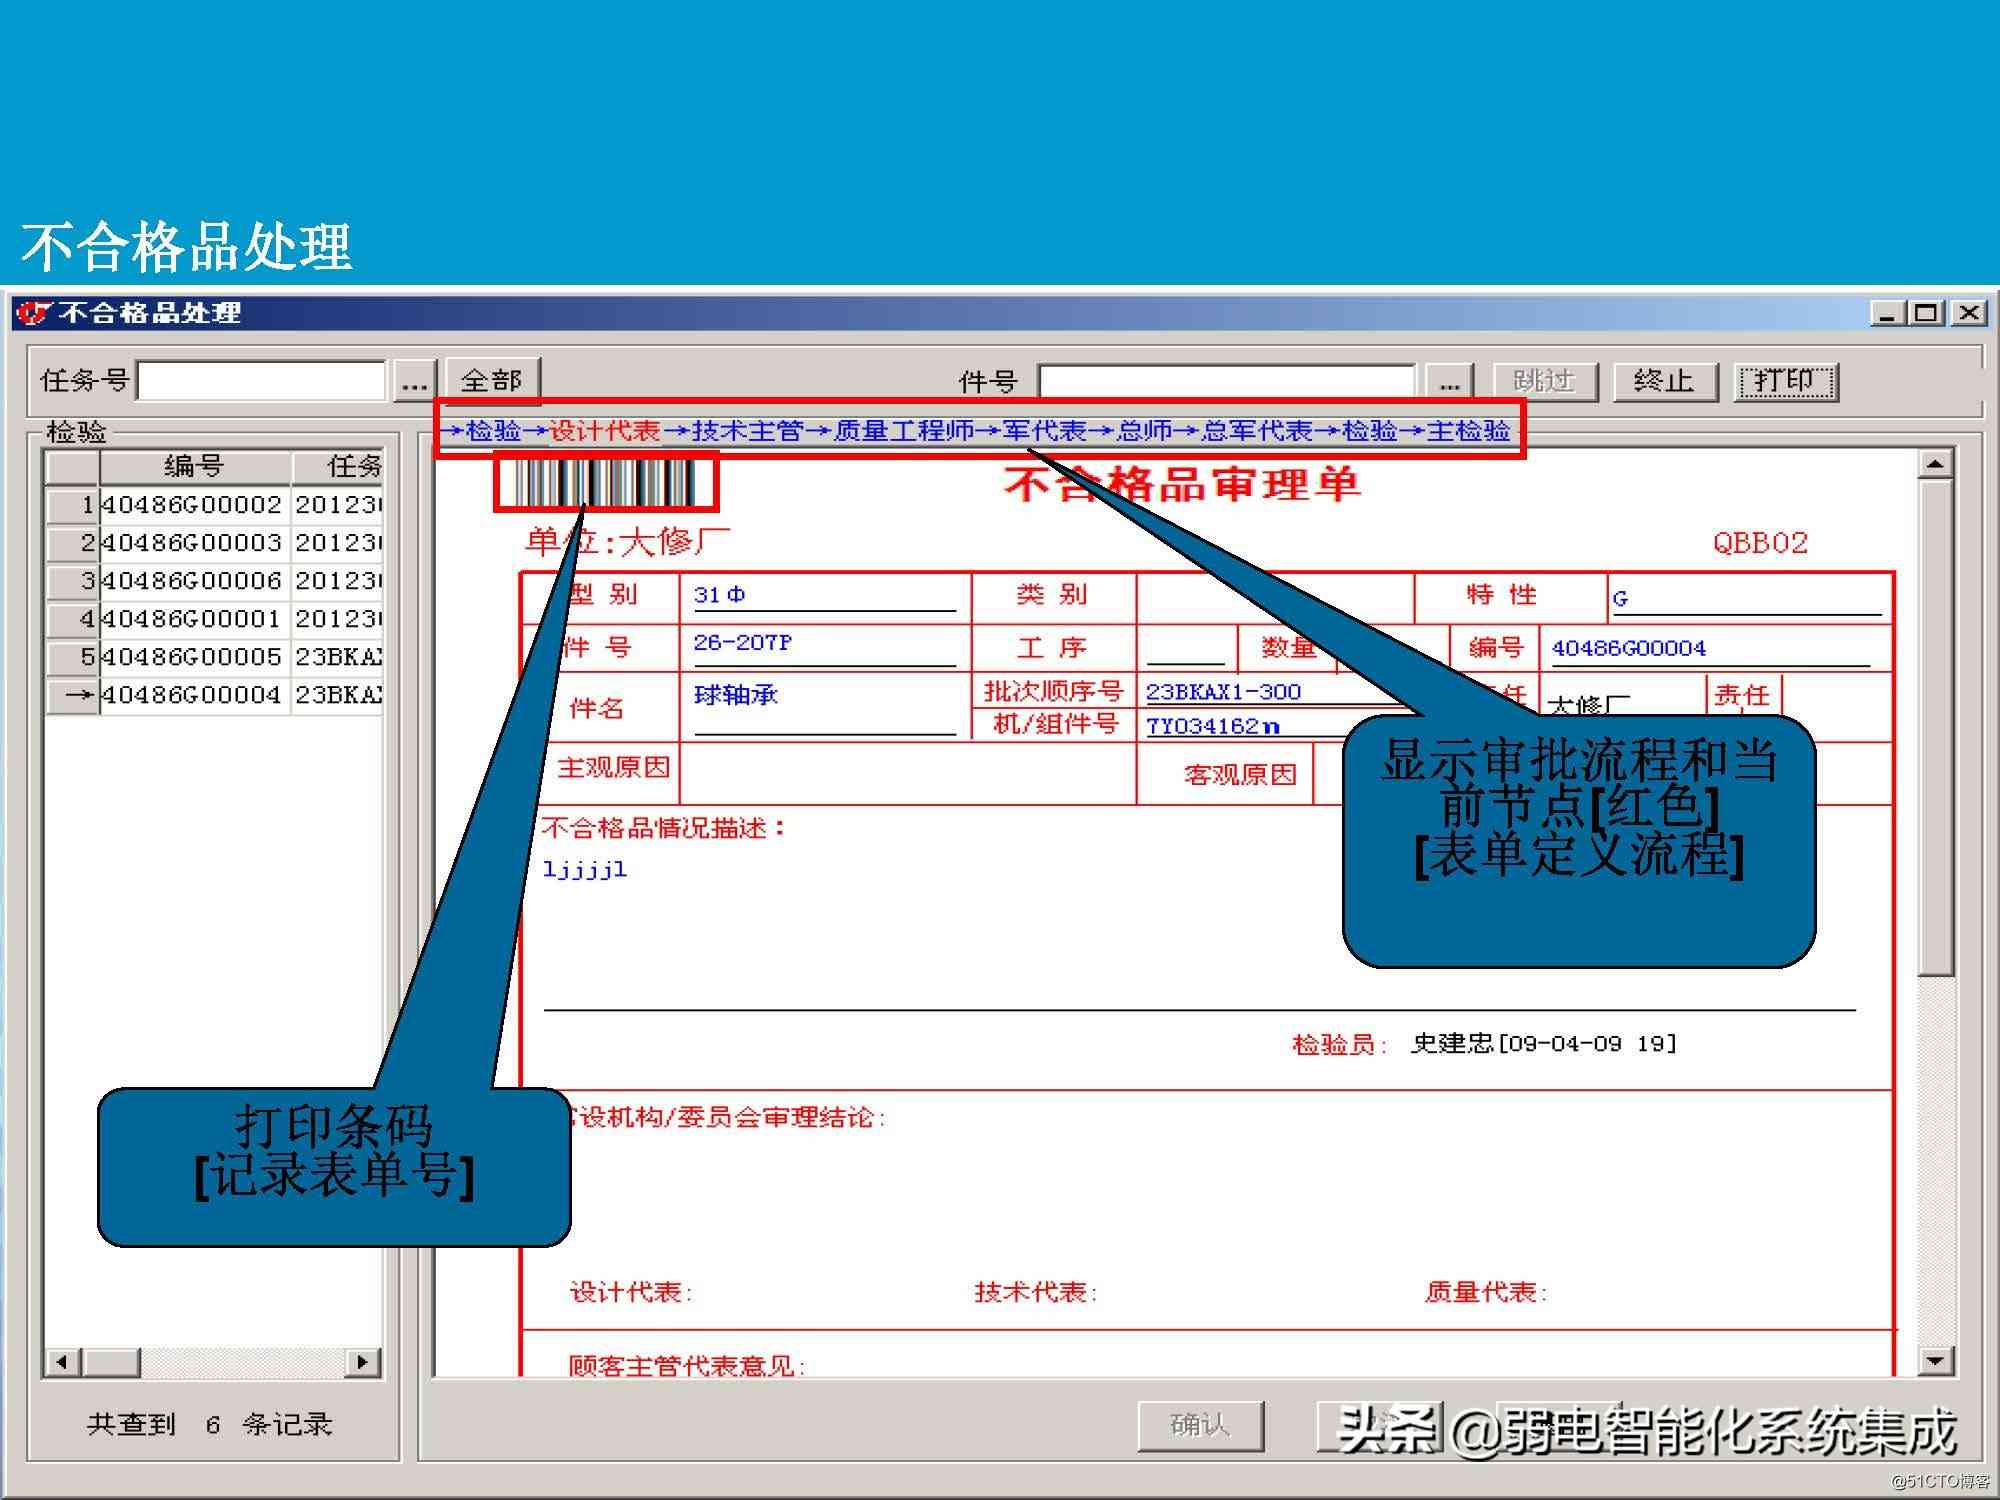 不合格品处理
不合格品处理
任务号 ... 全部 件号 ... 跳过 终止 打印
→检验→设计代表→技术主管→质量工程师→军代表→总师→总军代表→检验→主检验
检验
编号 任务
1 40486G00002 20123
2 40486G00003 20123
3 40486G00006 20123
4 40486G00001 20123
5 40486G00005 23BKA
→ 40486G00004 23BKA
共查到 6 条记录
不合格品审理单
单位:大修厂 QBB02
型 别 31Φ 类 别 特 性 G
件 号 26-207P 工 序 数量 编号 40486G00004
件名 球轴承 批次顺序号 23BKAX1-300 任 大修厂 责任
机/组件号 7Y034162n
主观原因 客观原因
不合格品情况描述：
ljjjjl
检验员: 史建忠[09-04-09 19]
设机构/委员会审理结论:
设计代表: 技术代表: 质量代表:
顾客主管代表意见:
显示审批流程和当
前节点[红色]
[表单定义流程]
打印条码
[记录表单号]
确认
头条 @弱电智能化系统集成
@51CTO博客